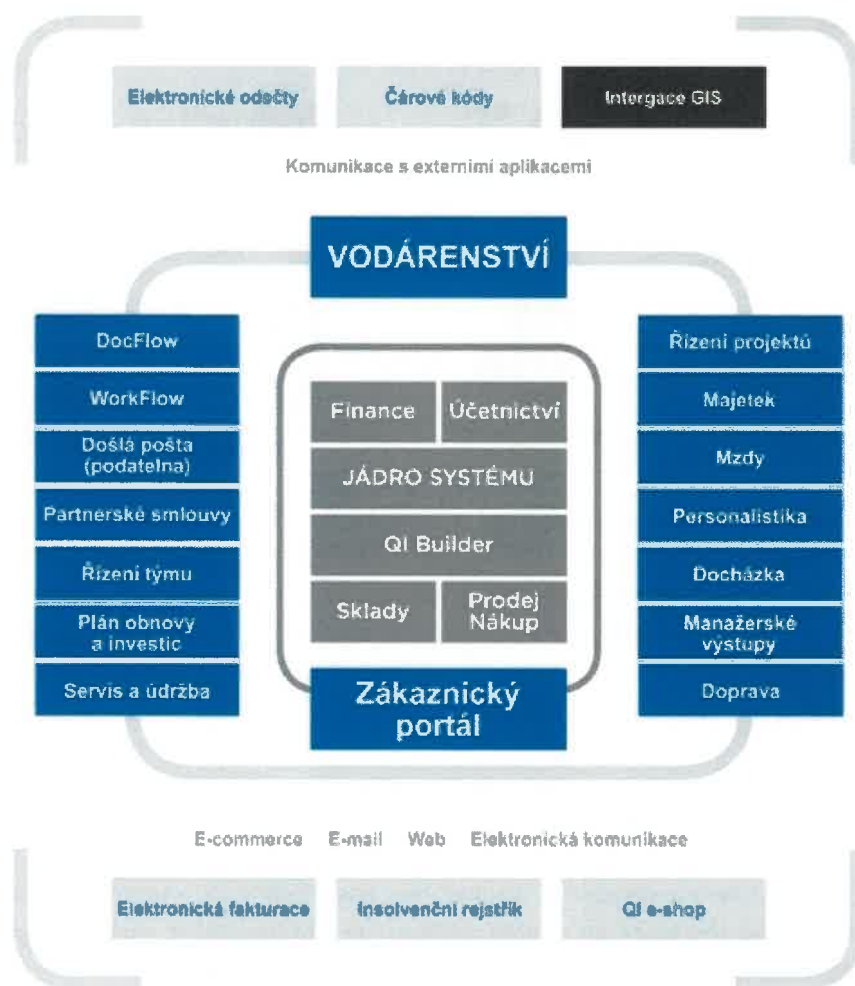 Elektronické odečty
Čárové kódy
Intergace GIS
Komunikace s externími aplikacemi
VODÁRENSTVÍ
DocFlow
WorkFlow
Došlá pošta
(podatelna)
Partnerské smlouvy
Řízení týmu
Plán obnovy
a investic
Servis a údržba
Finance
Účetnictví
JÁDRO SYSTÉMU
QI Builder
Sklady
Prodej
Nákup
Zákaznický
portál
Řízení projektů
Majetek
Mzdy
Personalistika
Docházka
Manažerské
výstupy
Doprava
E-commerce E-mail Web Elektronická komunikace
Elektronická fakturace
Insolvenční rejstřík
QI e-shop